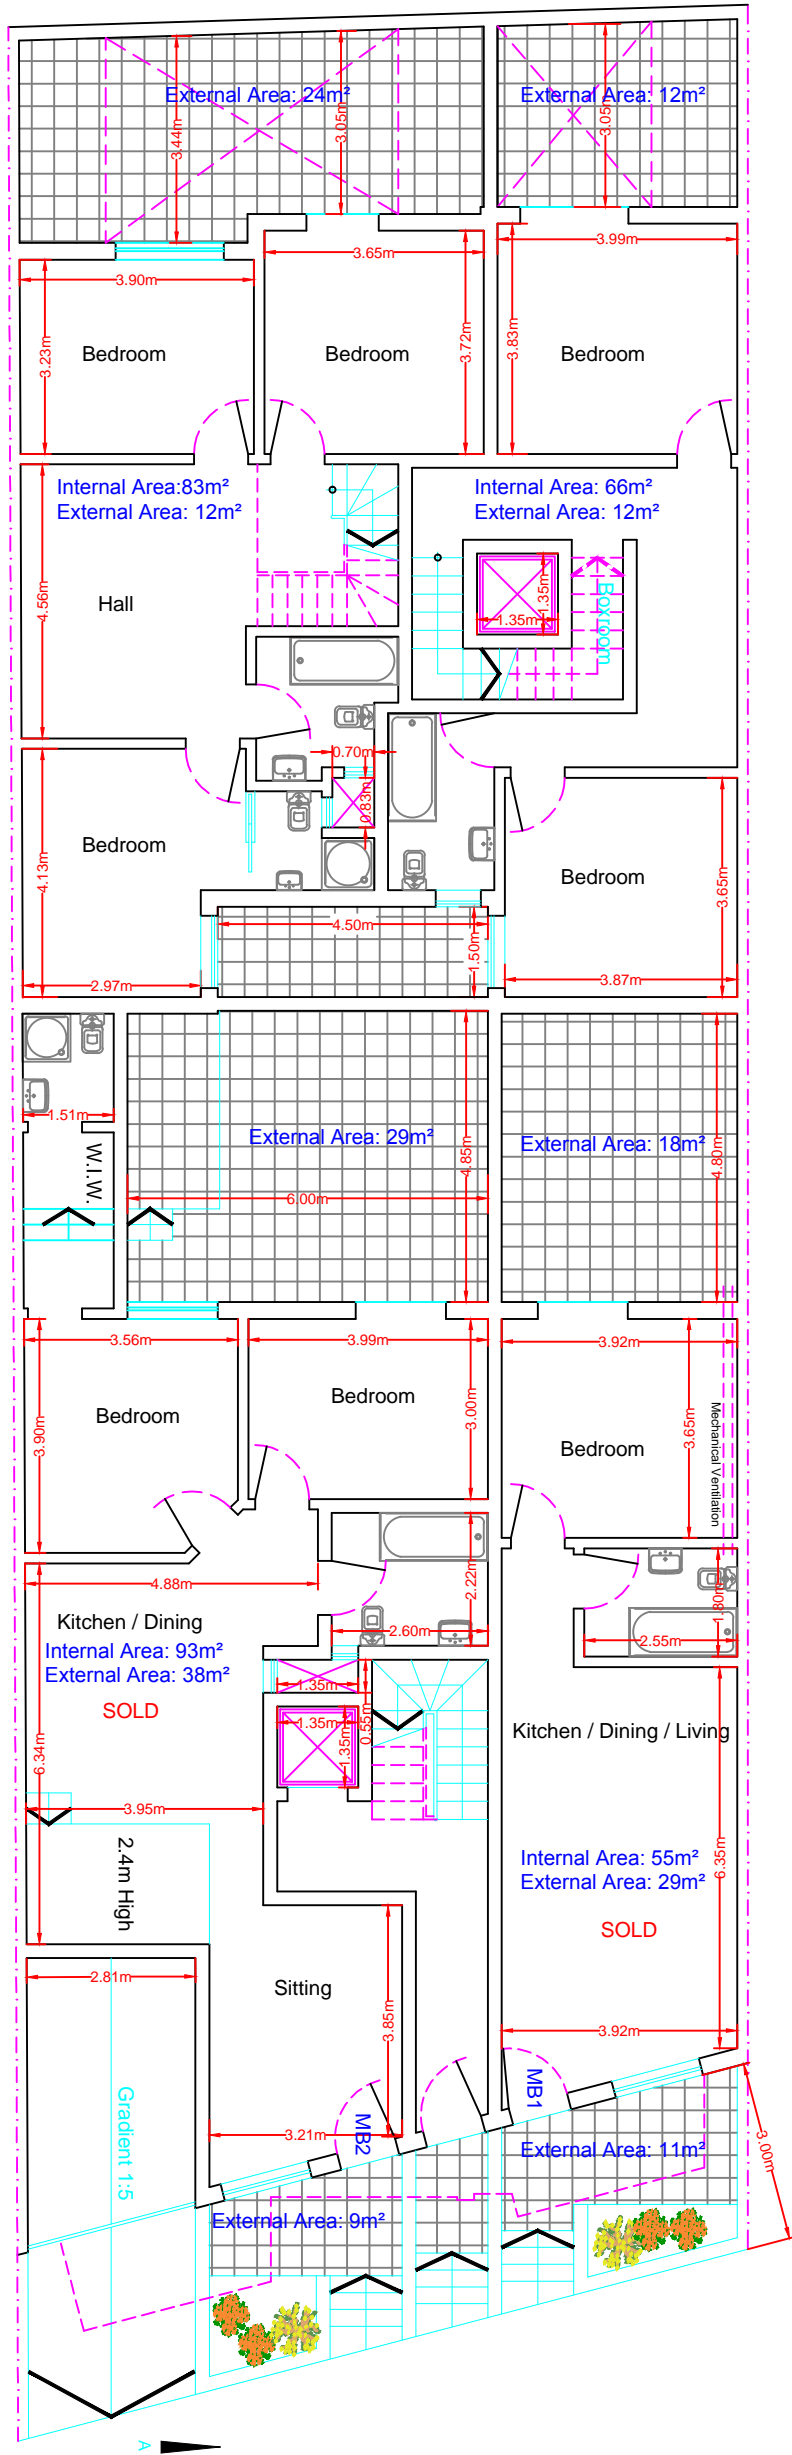 External Area: 24m²
External Area: 12m²
3.44m
3.05m
3.05m
3.90m
3.65m
3.99m
3.23m
Bedroom
Bedroom
3.72m
3.83m
Bedroom
Internal Area:83m²
External Area: 12m²
Internal Area: 66m²
External Area: 12m²
4.56m
Hall
1.35m
1.35m
Boxroom
0.70m
0.83m
4.13m
Bedroom
Bedroom
3.65m
4.50m
1.50m
2.97m
3.87m
1.51m
W.I.W.
External Area: 29m²
4.85m
External Area: 18m²
4.80m
6.00m
3.56m
3.99m
3.92m
3.90m
Bedroom
Bedroom
3.00m
Bedroom
3.65m
Mechanical Ventilation
4.88m
2.22m
1.80m
Kitchen / Dining
2.60m
2.55m
Internal Area: 93m²
External Area: 38m²
SOLD
1.35m
0.55m
1.35m
1.35m
Kitchen / Dining / Living
6.34m
3.95m
2.4m High
6.35m
Internal Area: 55m²
External Area: 29m²
SOLD
2.81m
Sitting
3.85m
3.92m
Gradient 1:5
MB1
MB2
3.21m
External Area: 11m²
3.00m
External Area: 9m²
A